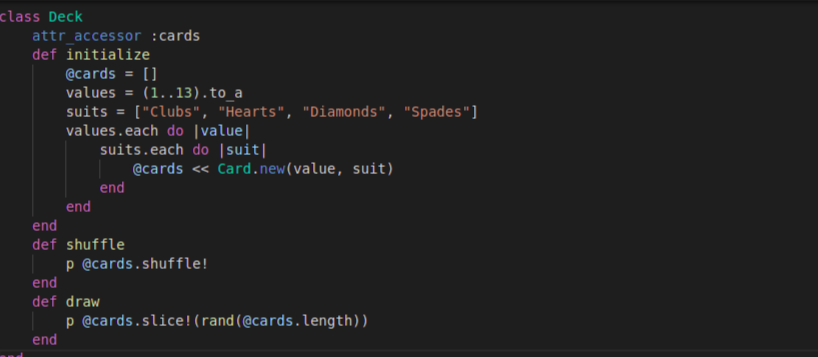 class Deck
    attr_accessor :cards
    def initialize
        @cards = []
        values = (1..13).to_a
        suits = ["Clubs", "Hearts", "Diamonds", "Spades"]
        values.each do |value|
            suits.each do |suit|
                @cards << Card.new(value, suit)
            end
        end
    end
    def shuffle
        p @cards.shuffle!
    end
    def draw
        p @cards.slice!(rand(@cards.length))
    end